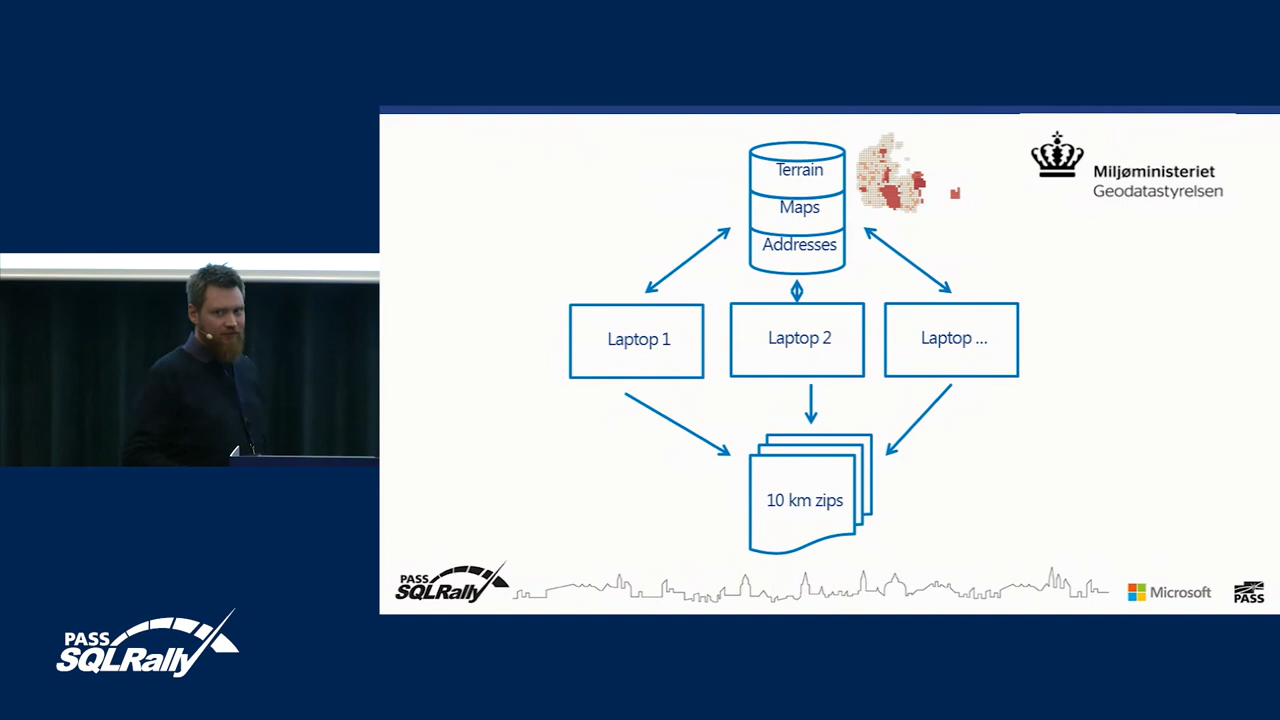 Terrain
Maps
Addresses
Miljøministeriet
Geodatastyrelsen
Laptop 1
Laptop 2
Laptop ...
10 km zips
PASS
SQLRally
Microsoft
PASS
PASS
SQLRally